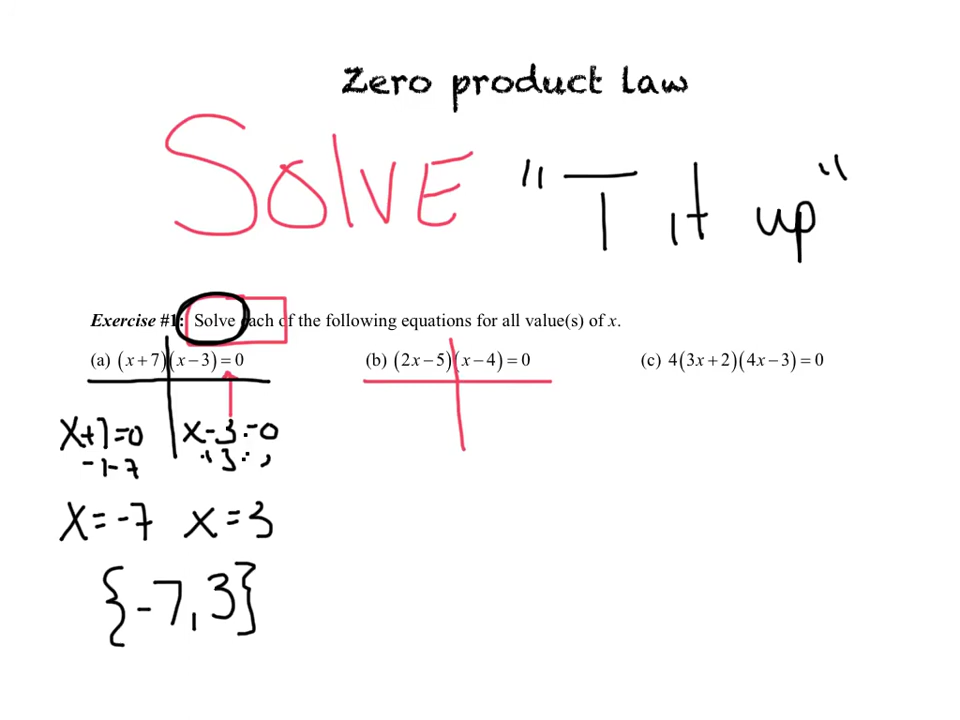 Zero product law
SOLVE "T it up"
Exercise #1: Solve each of the following equations for all value(s) of x.
(a) (x+7)(x−3)=0 (b) (2x−5)(x−4)=0 (c) 4(3x+2)(4x−3)=0
x+7=0 x-3=0
-7-7 +3
x=-7 x=3
{-7,3}